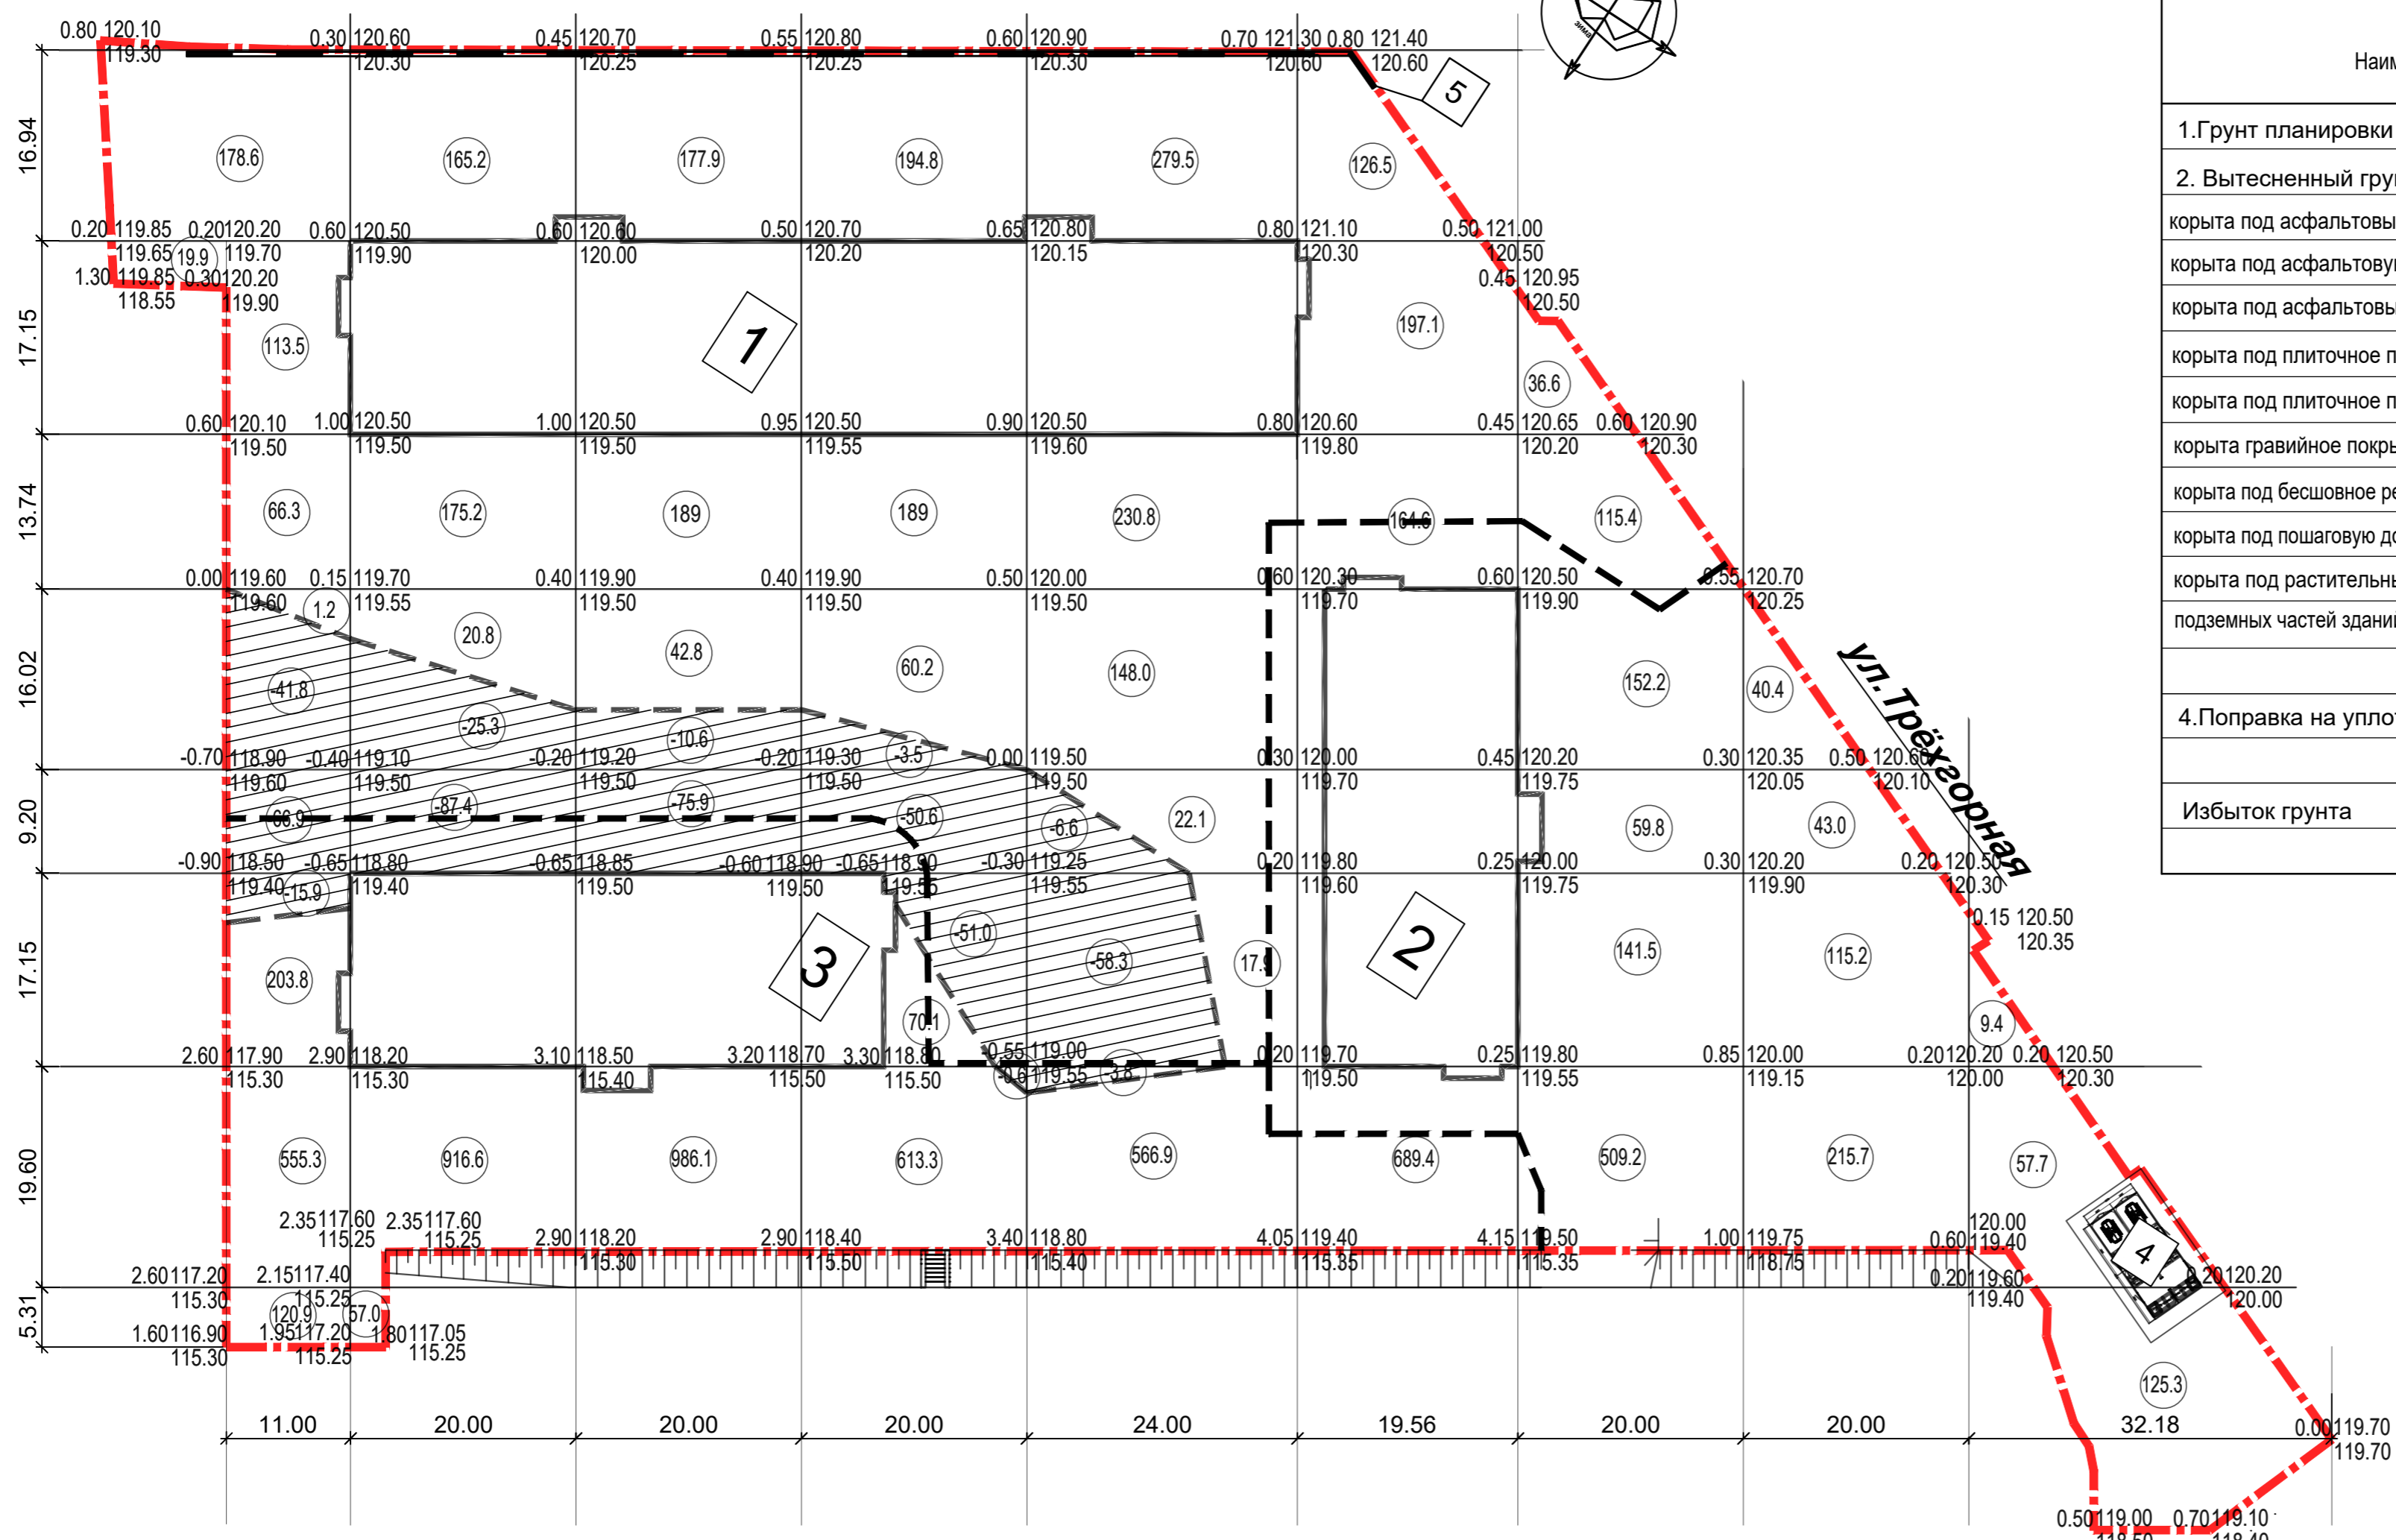 0.80 120.10 0.30 120.60 0.45 120.70 0.55 120.80 0.60 120.90 0.70 121.30 0.80 121.40
119.30 120.30 120.25 120.25 120.30 120.60 120.60
зима
5
16.94
178.6 165.2 177.9 194.8 279.5 126.5
0.20 119.85 0.20 120.20 0.60 120.50 0.60 120.60 0.50 120.70 0.65 120.80 0.80 121.10 0.50 121.00
119.65 19.9 119.70 119.90 120.00 120.20 120.15 120.30 120.50
1.30 119.85 0.30 120.20 0.45 120.95
118.55 119.90 120.50
17.15
113.5 1 197.1 36.6
0.60 120.10 1.00 120.50 1.00 120.50 0.95 120.50 0.90 120.50 0.80 120.60 0.45 120.65 0.60 120.90
119.50 119.50 119.50 119.55 119.60 119.80 120.20 120.30
13.74
66.3 175.2 189 189 230.8 164.6 115.4
0.00 119.60 0.15 119.70 0.40 119.90 0.40 119.90 0.50 120.00 0.60 120.30 0.60 120.50 0.55 120.70
119.60 119.55 119.50 119.50 119.50 119.70 119.90 120.25
1.2 20.8 42.8 60.2 148.0 152.2 40.4
16.02
-41.8 -25.3 -10.6 -3.5
ул.Трёхгорная
-0.70 118.90 -0.40 119.10 -0.20 119.20 -0.20 119.30 0.00 119.50 0.30 120.00 0.45 120.20 0.30 120.35 0.50 120.60
119.60 119.50 119.50 119.50 119.50 119.70 119.75 120.05 120.10
9.20
-66.9 -87.4 -75.9 -50.6 -6.6 22.1 59.8 43.0
-0.90 118.50 -0.65 118.80 -0.65 118.85 -0.60 118.90 -0.65 118.90 -0.30 119.25 0.20 119.80 0.25 120.00 0.30 120.20 0.20 120.50
119.40 119.40 119.50 119.50 119.55 119.55 119.60 119.75 119.90 120.30
-15.9
0.15 120.50
120.35
17.15
203.8 3 -51.0 -58.3 17.9 2 141.5 115.2
70.1 9.4
2.60 117.90 2.90 118.20 3.10 118.50 3.20 118.70 3.30 118.80 -0.55 119.00 0.20 119.70 0.25 119.80 0.85 120.00 0.20 120.20 0.20 120.50
115.30 115.30 115.40 115.50 115.50 -0.6 119.55 -3.8 119.50 119.55 119.15 120.00 120.30
19.60
555.3 916.6 986.1 613.3 566.9 689.4 509.2 215.7 57.7
2.35 117.60 2.35 117.60 2.90 118.20 2.90 118.40 3.40 118.80 4.05 119.40 4.15 119.50 1.00 119.75 0.60 120.00
115.25 115.25 115.30 115.50 115.40 115.35 115.35 118.75 119.40
4
2.60 117.20 2.15 117.40 0.20 119.60 0.20 120.20
115.30 115.25 119.40 120.00
5.31
120.9 57.0
1.60 116.90 1.95 117.20 1.80 117.05
115.30 115.25 115.25
125.3
11.00 20.00 20.00 20.00 24.00 19.56 20.00 20.00 32.18
0.00 119.70
119.70
0.50 119.00 0.70 119.10
118.50 118.40
Наим
1.Грунт планировки
2. Вытесненный гру
корыта под асфальтовы
корыта под асфальтову
корыта под асфальтовы
корыта под плиточное п
корыта под плиточное п
корыта гравийное покры
корыта под бесшовное ре
корыта под пошаговую до
корыта под растительны
подземных частей здани
4.Поправка на упло
Избыток грунта